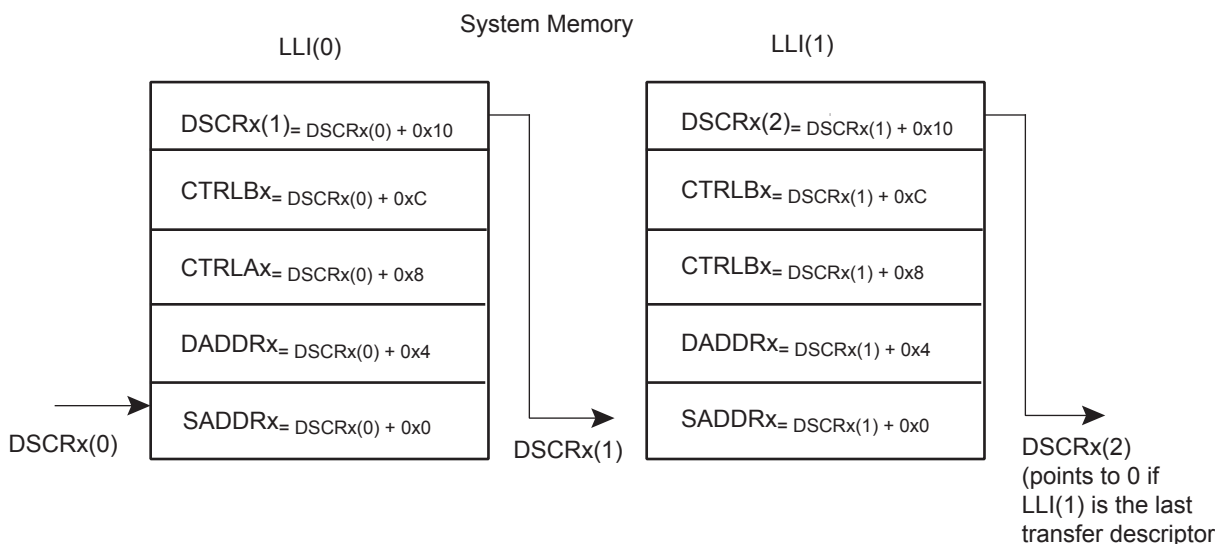 System Memory
LLI(0)
LLI(1)
DSCRx(1)= DSCRx(0) + 0x10
CTRLBx= DSCRx(0) + 0xC
CTRLAx= DSCRx(0) + 0x8
DADDRx= DSCRx(0) + 0x4
SADDRx= DSCRx(0) + 0x0
DSCRx(0)
DSCRx(1)
DSCRx(2)= DSCRx(1) + 0x10
CTRLBx= DSCRx(1) + 0xC
CTRLBx= DSCRx(1) + 0x8
DADDRx= DSCRx(1) + 0x4
SADDRx= DSCRx(1) + 0x0
DSCRx(2)
(points to 0 if
LLI(1) is the last
transfer descriptor